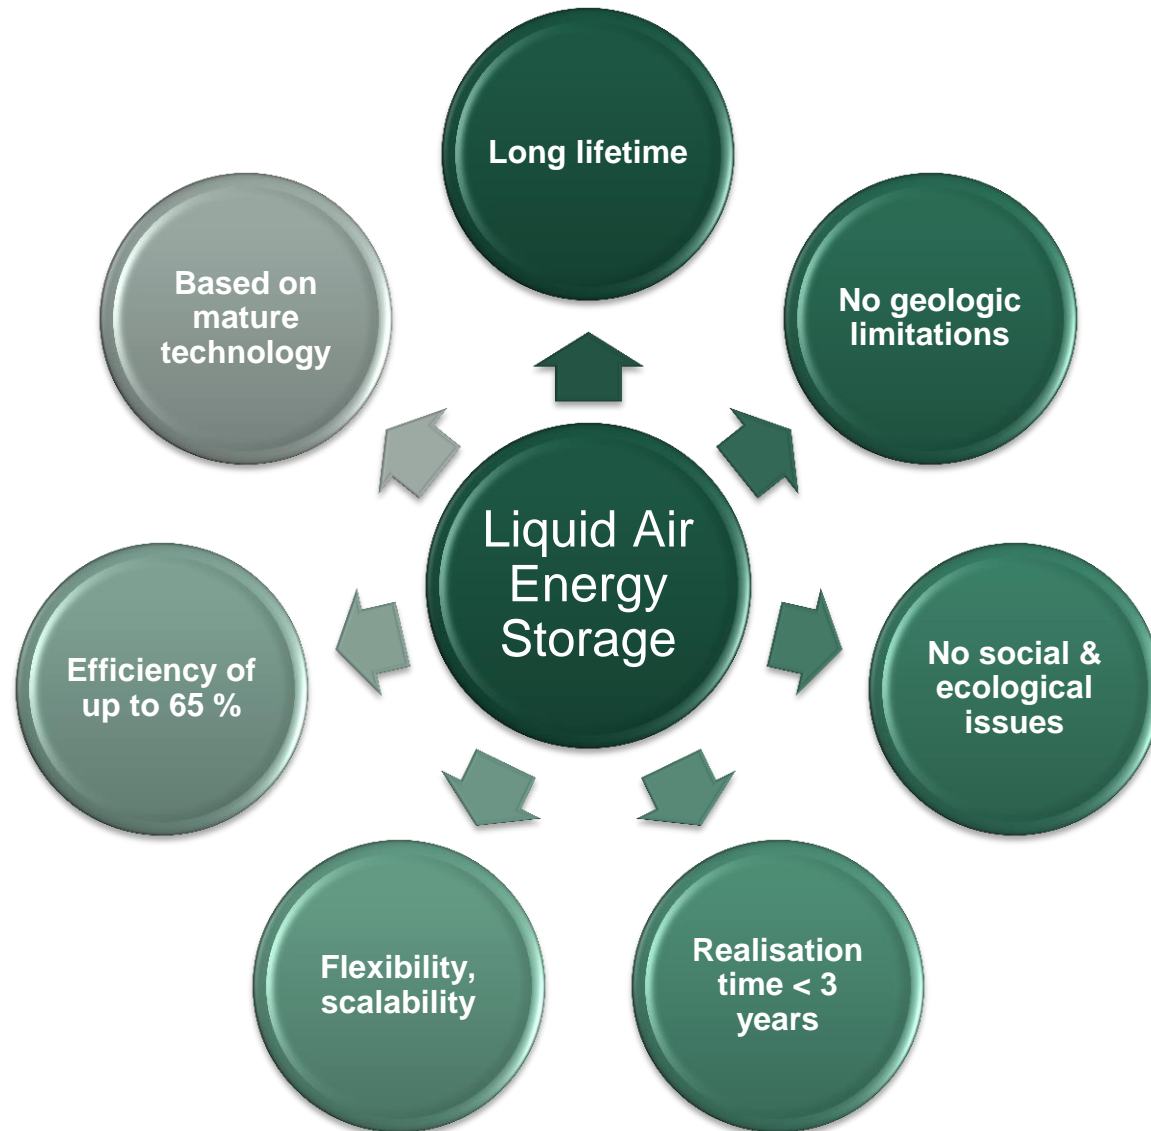 Long lifetime
No geologic
limitations
No social &
ecological
issues
Realisation
time < 3
years
Flexibility,
scalability
Efficiency of
up to 65 %
Based on
mature
technology
Liquid Air
Energy
Storage